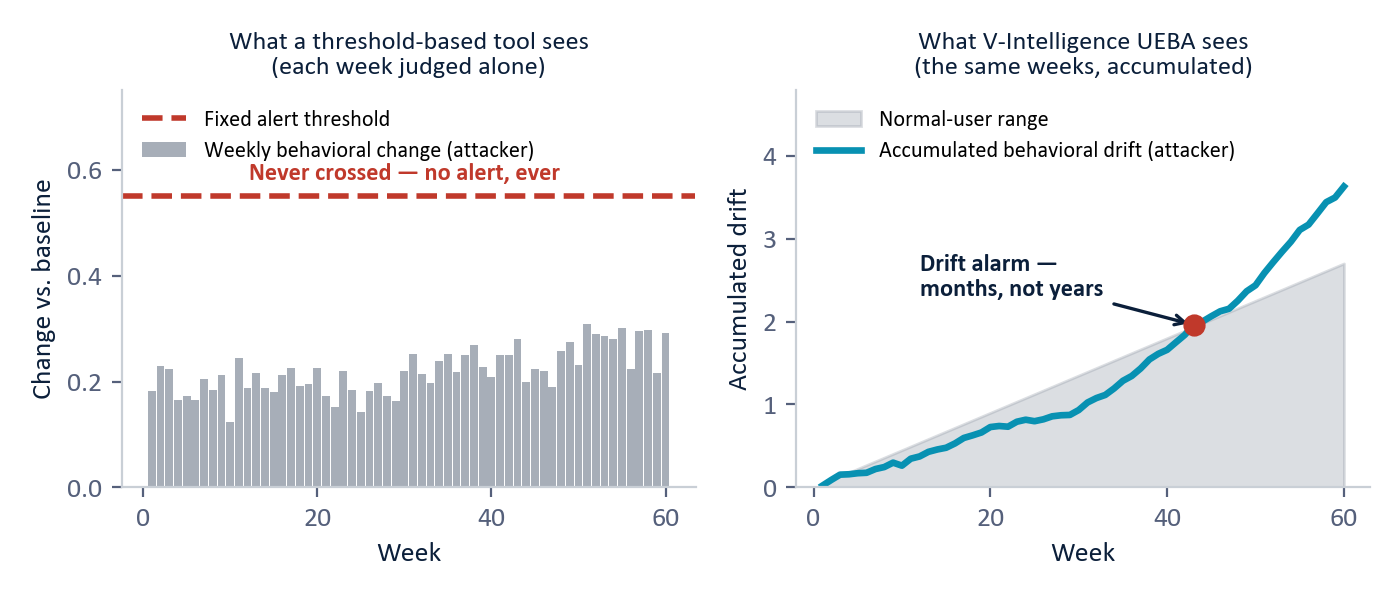 What a threshold-based tool sees
(each week judged alone)
Fixed alert threshold
Weekly behavioral change (attacker)
Never crossed — no alert, ever
Change vs. baseline
0.6
0.4
0.2
0.0
0
20
40
60
Week
What V-Intelligence UEBA sees
(the same weeks, accumulated)
Normal-user range
Accumulated behavioral drift (attacker)
Drift alarm —
months, not years
Accumulated drift
4
3
2
1
0
0
20
40
60
Week